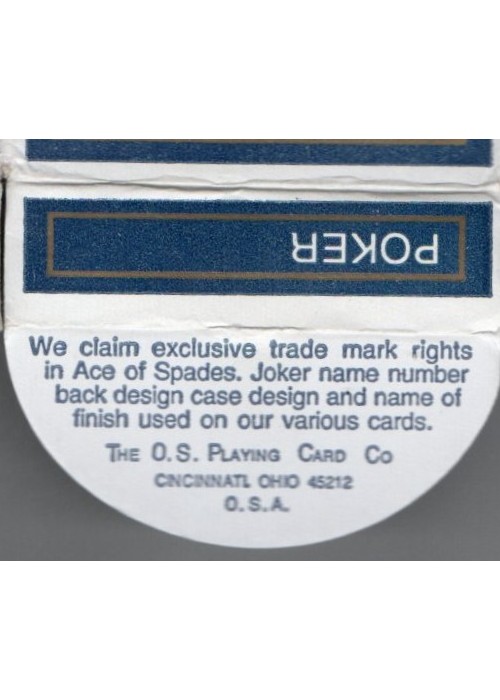 POKER
We claim exclusive trade mark rights
in Ace of Spades. Joker name number
back design case design and name of
finish used on our various cards.
THE O.S. PLAYING CARD CO
CNCINNATL OHIO 45212
O.S.A.